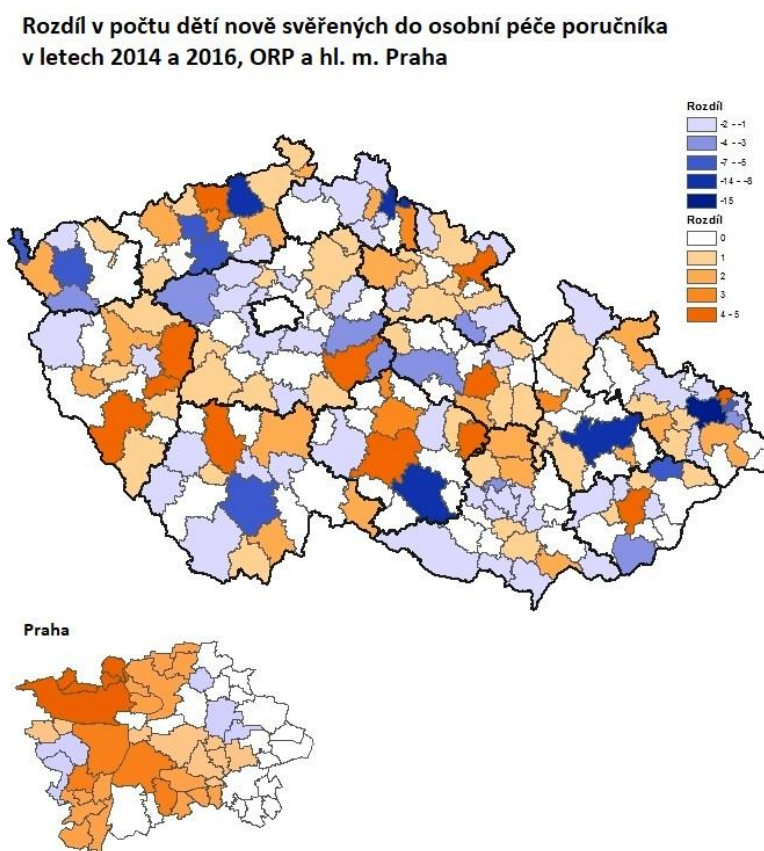 Rozdíl v počtu dětí nově svěřených do osobní péče poručníka
v letech 2014 a 2016, ORP a hl. m. Praha
Rozdíl
-2 - -1
-4 - -3
-7 - -5
-14 - -8
-15
Rozdíl
0
1
2
3
4 - 5
Praha